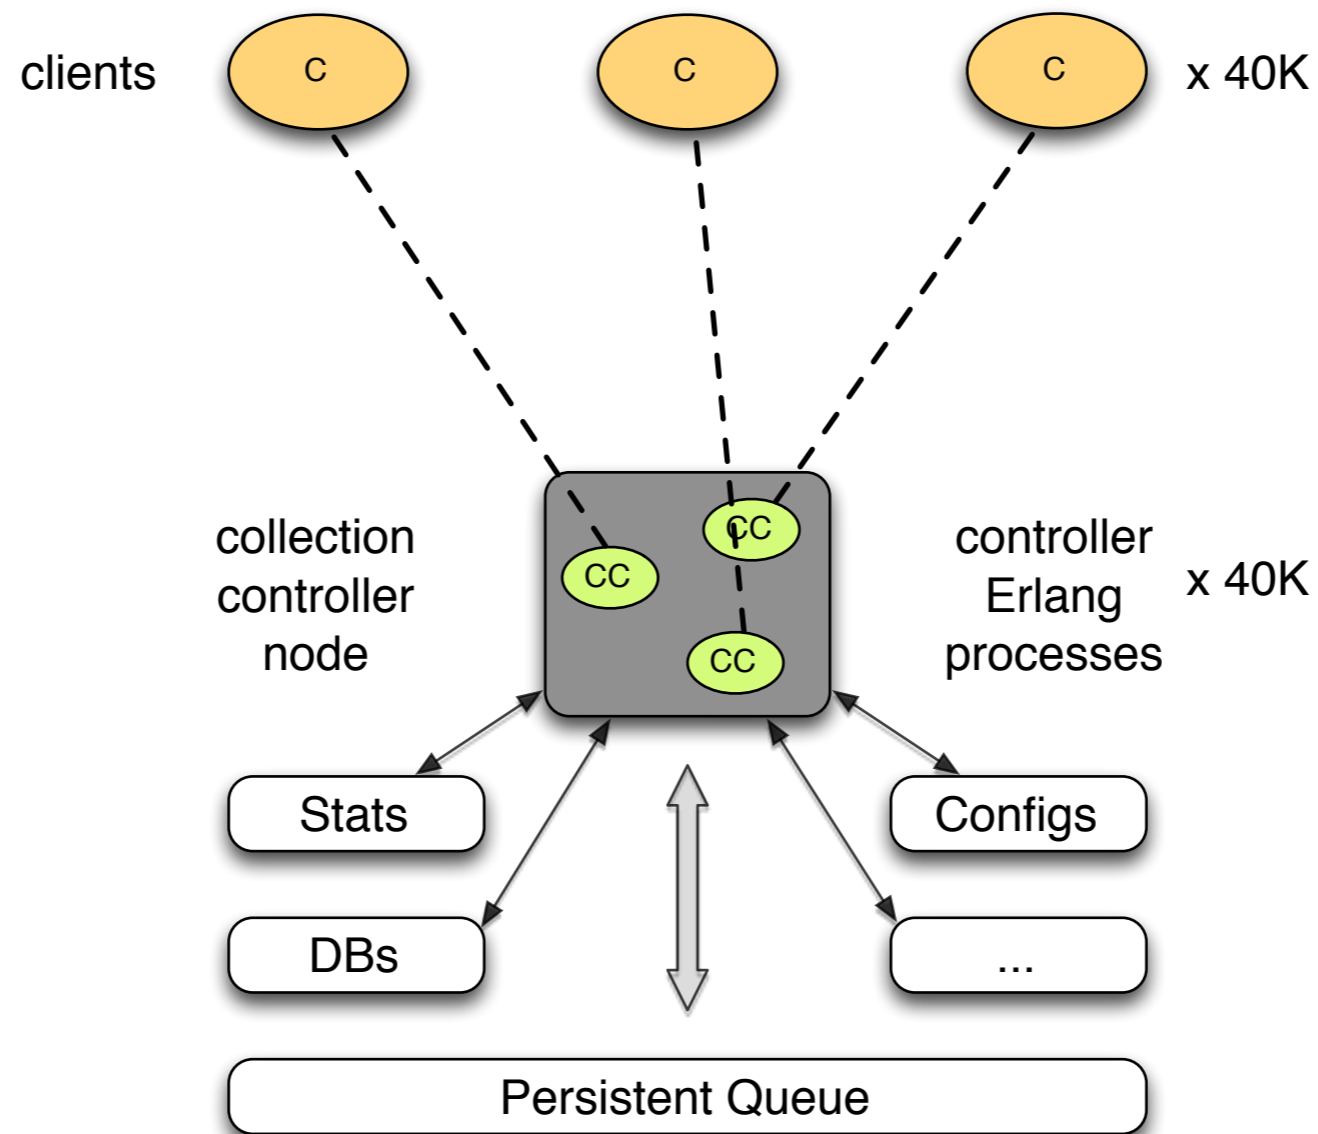 clients
C
C
C
x 40K
collection
controller
node
CC
CC
CC
controller
Erlang
processes
x 40K
Stats
Configs
DBs
...
Persistent Queue